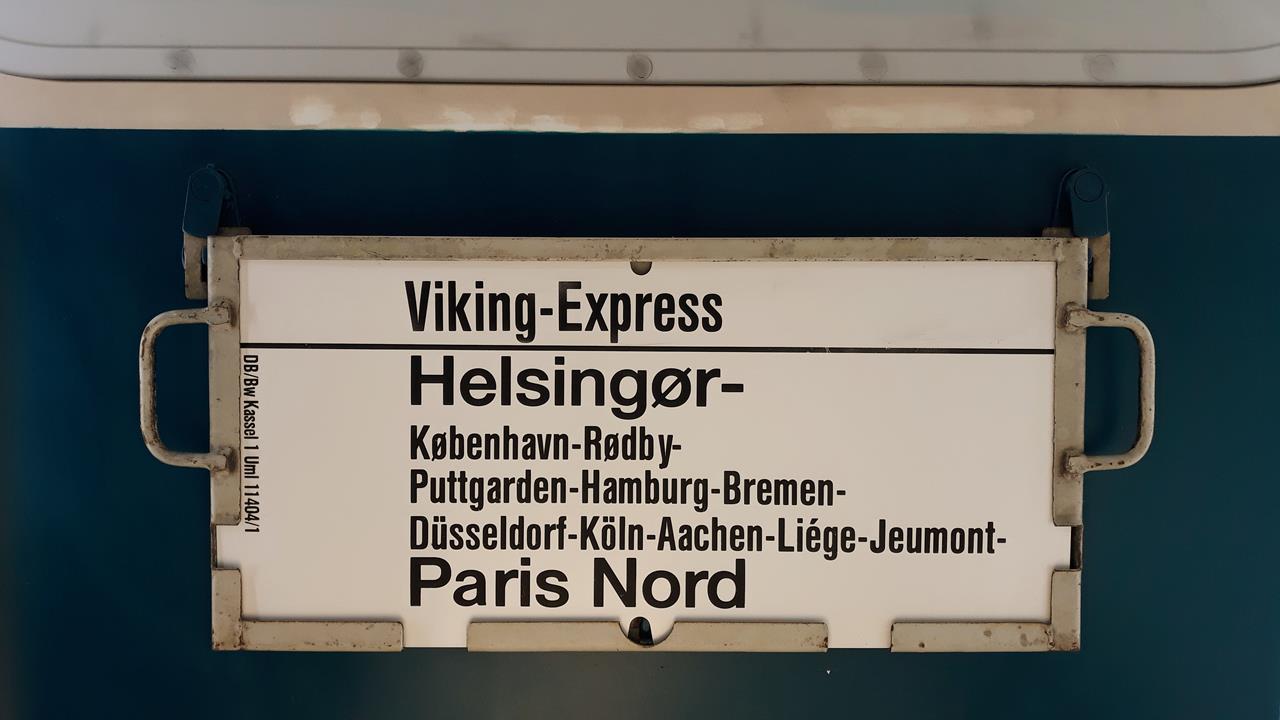 Viking-Express
Helsingør-
København-Rødby-
Puttgarden-Hamburg-Bremen-
Düsseldorf-Köln-Aachen-Liége-Jeumont-
Paris Nord
DB/Bw Kassel 1 Uml 11404/1